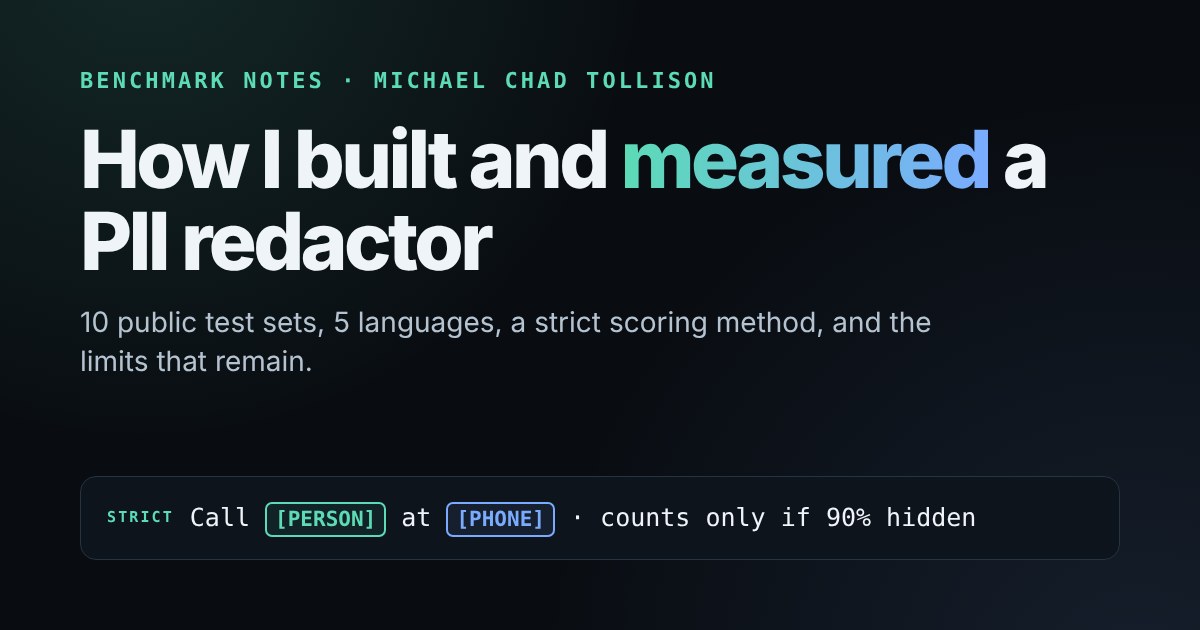 BENCHMARK NOTES · MICHAEL CHAD TOLLISON
How I built and measured a
PII redactor
10 public test sets, 5 languages, a strict scoring method, and the
limits that remain.
STRICT Call [PERSON] at [PHONE] · counts only if 90% hidden